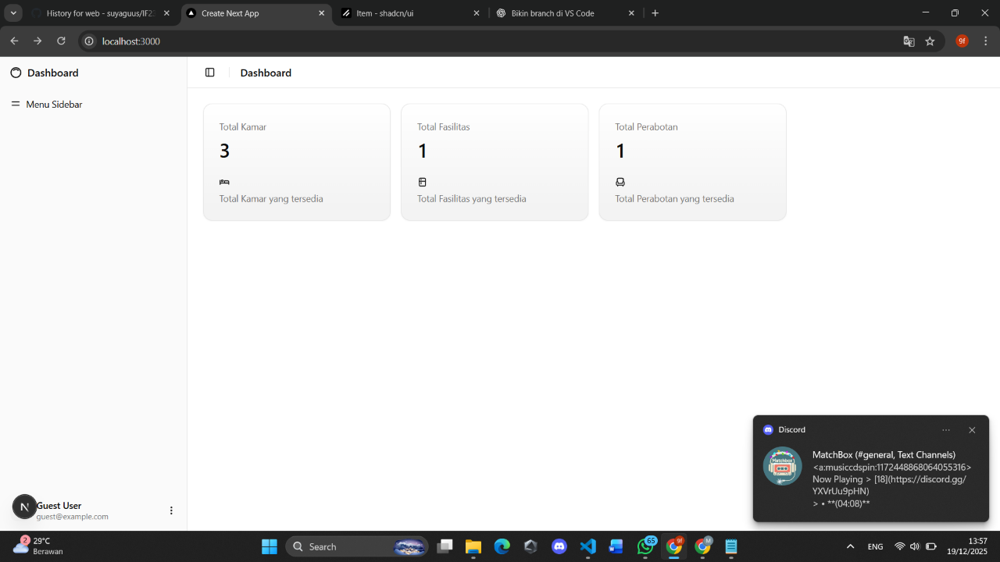 History for web - suyaguus/IF2
Create Next App
Item - shadcn/ui
Bikin branch di VS Code
localhost:3000
9f
Dashboard
Dashboard
Menu Sidebar
Total Kamar
3
Total Kamar yang tersedia
Total Fasilitas
1
Total Fasilitas yang tersedia
Total Perabotan
1
Total Perabotan yang tersedia
Discord
MatchBox (#general, Text Channels)
<a:musiccdspin:1172448868064055316>
Now Playing > [18](https://discord.gg/
YXVrUu9pHN)
> • **(04:08)**
Matchbox
N
Guest User
guest@example.com
2
29°C
Berawan
Search
65
9f
M
ENG
13:57
19/12/2025